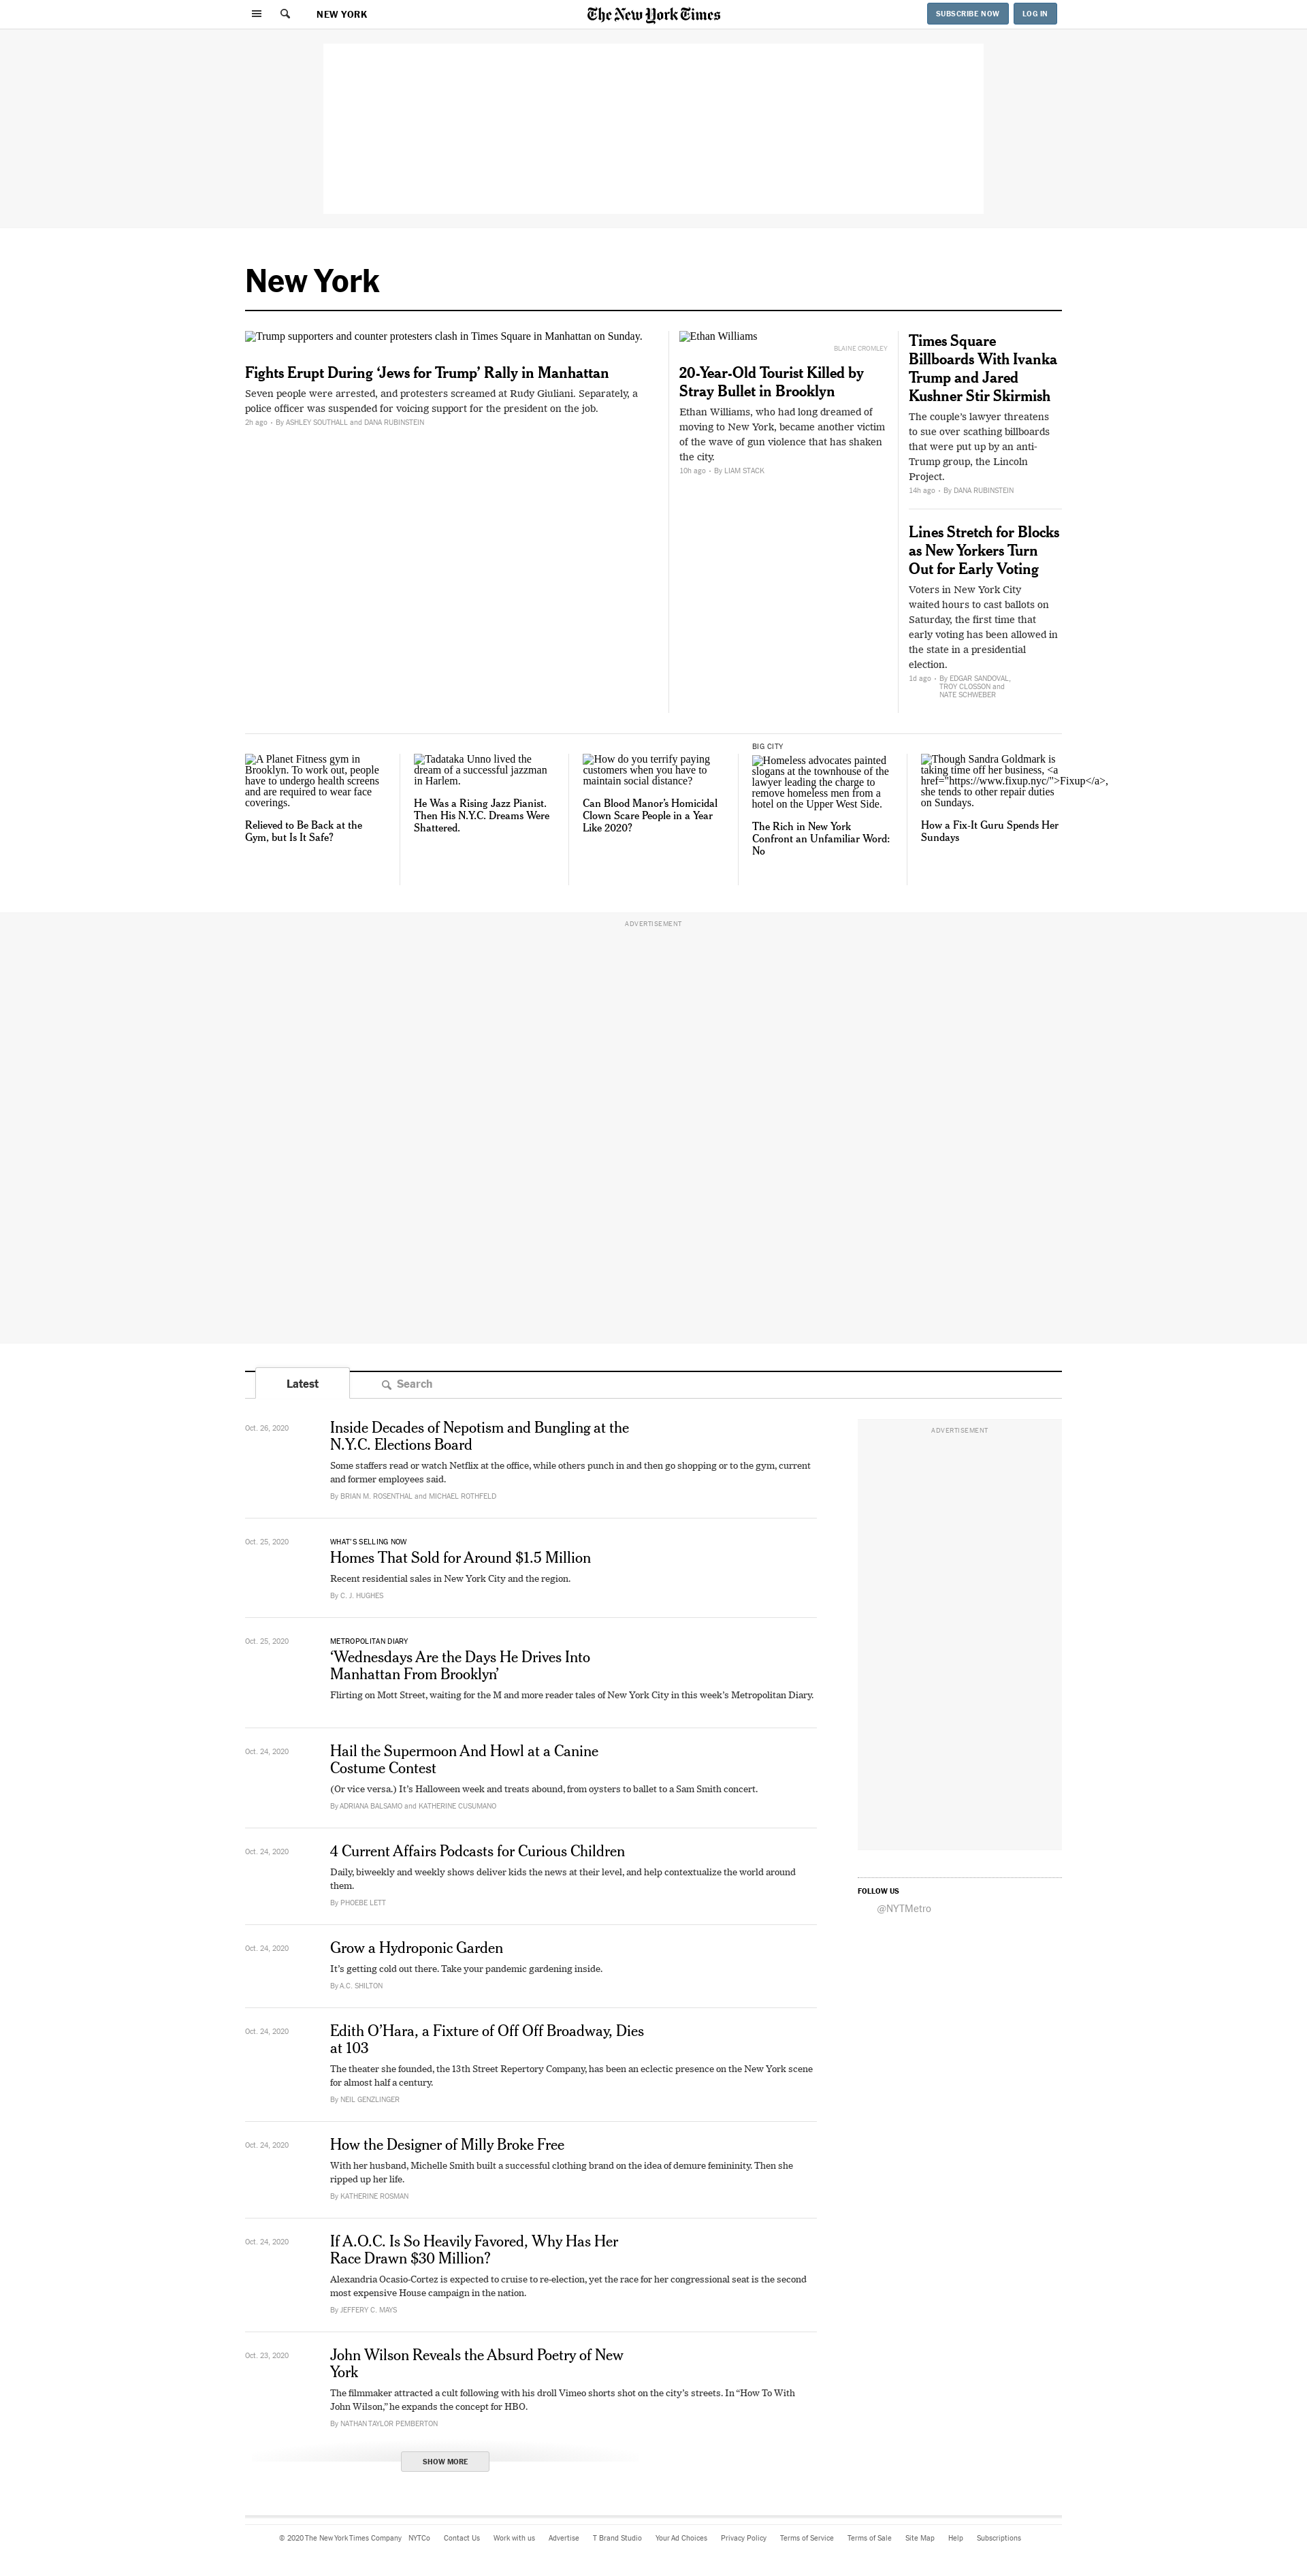 NEW YORK
The New York Times
SUBSCRIBE NOW
LOG IN
New York
Trump supporters and counter protesters clash in Times Square in Manhattan on Sunday.
Fights Erupt During ‘Jews for Trump’ Rally in Manhattan
Seven people were arrested, and protesters screamed at Rudy Giuliani. Separately, a
police officer was suspended for voicing support for the president on the job.
2h ago • By ASHLEY SOUTHALL and DANA RUBINSTEIN
Ethan Williams
BLAINE CROMLEY
20-Year-Old Tourist Killed by
Stray Bullet in Brooklyn
Ethan Williams, who had long dreamed of
moving to New York, became another victim
of the wave of gun violence that has shaken
the city.
10h ago • By LIAM STACK
Times Square
Billboards With Ivanka
Trump and Jared
Kushner Stir Skirmish
The couple’s lawyer threatens
to sue over scathing billboards
that were put up by an anti-
Trump group, the Lincoln
Project.
14h ago • By DANA RUBINSTEIN
Lines Stretch for Blocks
as New Yorkers Turn
Out for Early Voting
Voters in New York City
waited hours to cast ballots on
Saturday, the first time that
early voting has been allowed in
the state in a presidential
election.
1d ago • By EDGAR SANDOVAL,
TROY CLOSSON and
NATE SCHWEBER
A Planet Fitness gym in
Brooklyn. To work out, people
have to undergo health screens
and are required to wear face
coverings.
Relieved to Be Back at the
Gym, but Is It Safe?
Tadataka Unno lived the
dream of a successful jazzman
in Harlem.
He Was a Rising Jazz Pianist.
Then His N.Y.C. Dreams Were
Shattered.
How do you terrify paying
customers when you have to
maintain social distance?
Can Blood Manor’s Homicidal
Clown Scare People in a Year
Like 2020?
BIG CITY
Homeless advocates painted
slogans at the townhouse of the
lawyer leading the charge to
remove homeless men from a
hotel on the Upper West Side.
The Rich in New York
Confront an Unfamiliar Word:
No
Though Sandra Goldmark is
taking time off her business, <a
href="https://www.fixup.nyc/">Fixup</a>,
she tends to other repair duties
on Sundays.
How a Fix-It Guru Spends Her
Sundays
ADVERTISEMENT
Latest
Search
Oct. 26, 2020
Inside Decades of Nepotism and Bungling at the
N.Y.C. Elections Board
Some staffers read or watch Netflix at the office, while others punch in and then go shopping or to the gym, current
and former employees said.
By BRIAN M. ROSENTHAL and MICHAEL ROTHFELD
Oct. 25, 2020
WHAT’S SELLING NOW
Homes That Sold for Around $1.5 Million
Recent residential sales in New York City and the region.
By C. J. HUGHES
Oct. 25, 2020
METROPOLITAN DIARY
‘Wednesdays Are the Days He Drives Into
Manhattan From Brooklyn’
Flirting on Mott Street, waiting for the M and more reader tales of New York City in this week’s Metropolitan Diary.
Oct. 24, 2020
Hail the Supermoon And Howl at a Canine
Costume Contest
(Or vice versa.) It’s Halloween week and treats abound, from oysters to ballet to a Sam Smith concert.
By ADRIANA BALSAMO and KATHERINE CUSUMANO
Oct. 24, 2020
4 Current Affairs Podcasts for Curious Children
Daily, biweekly and weekly shows deliver kids the news at their level, and help contextualize the world around
them.
By PHOEBE LETT
Oct. 24, 2020
Grow a Hydroponic Garden
It’s getting cold out there. Take your pandemic gardening inside.
By A.C. SHILTON
Oct. 24, 2020
Edith O’Hara, a Fixture of Off Off Broadway, Dies
at 103
The theater she founded, the 13th Street Repertory Company, has been an eclectic presence on the New York scene
for almost half a century.
By NEIL GENZLINGER
Oct. 24, 2020
How the Designer of Milly Broke Free
With her husband, Michelle Smith built a successful clothing brand on the idea of demure femininity. Then she
ripped up her life.
By KATHERINE ROSMAN
Oct. 24, 2020
If A.O.C. Is So Heavily Favored, Why Has Her
Race Drawn $30 Million?
Alexandria Ocasio-Cortez is expected to cruise to re-election, yet the race for her congressional seat is the second
most expensive House campaign in the nation.
By JEFFERY C. MAYS
Oct. 23, 2020
John Wilson Reveals the Absurd Poetry of New
York
The filmmaker attracted a cult following with his droll Vimeo shorts shot on the city’s streets. In “How To With
John Wilson,” he expands the concept for HBO.
By NATHAN TAYLOR PEMBERTON
SHOW MORE
ADVERTISEMENT
FOLLOW US
@NYTMetro
© 2020 The New York Times Company NYTCo Contact Us Work with us Advertise T Brand Studio Your Ad Choices Privacy Policy Terms of Service Terms of Sale Site Map Help Subscriptions